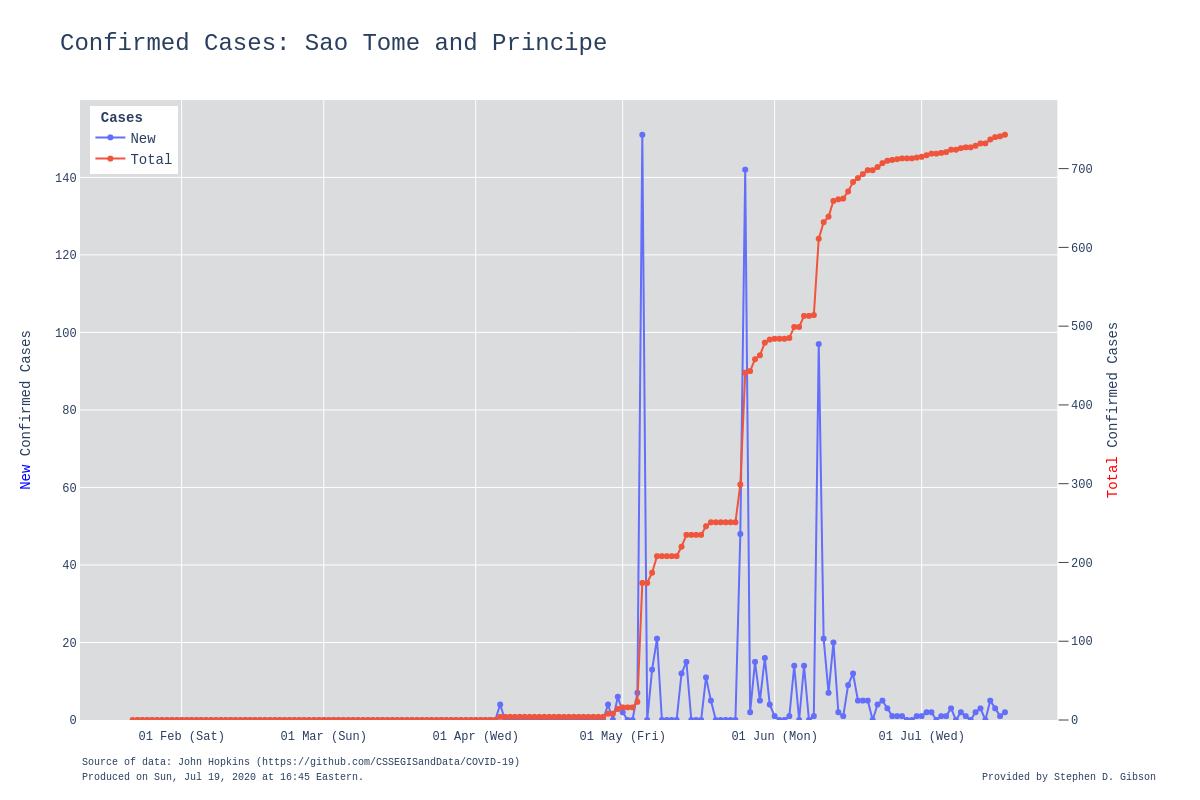 Confirmed Cases: Sao Tome and Principe
Cases
New
Total
140
120
100
80
60
40
20
0
New Confirmed Cases
700
600
500
400
300
200
100
0
Total Confirmed Cases
01 Feb (Sat)
01 Mar (Sun)
01 Apr (Wed)
01 May (Fri)
01 Jun (Mon)
01 Jul (Wed)
Source of data: John Hopkins (https://github.com/CSSEGISandData/COVID-19)
Produced on Sun, Jul 19, 2020 at 16:45 Eastern.
Provided by Stephen D. Gibson